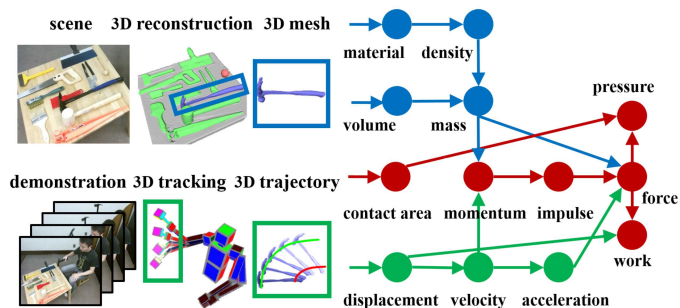 scene 3D reconstruction 3D mesh
demonstration 3D tracking 3D trajectory
material density
volume mass
pressure
contact area momentum impulse force
work
displacement velocity acceleration